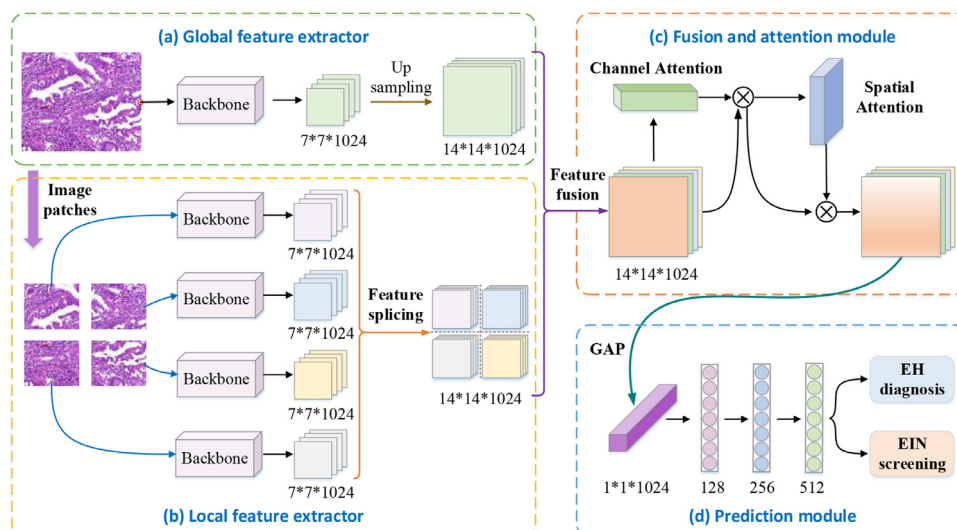 (a) Global feature extractor
Backbone
7*7*1024
Up
sampling
14*14*1024
Image
patches
Backbone
7*7*1024
Backbone
7*7*1024
Backbone
7*7*1024
Backbone
7*7*1024
Feature
splicing
14*14*1024
(b) Local feature extractor
Feature
fusion
(c) Fusion and attention module
Channel Attention
Spatial
Attention
14*14*1024
GAP
1*1*1024
128
256
512
EH
diagnosis
EIN
screening
(d) Prediction module